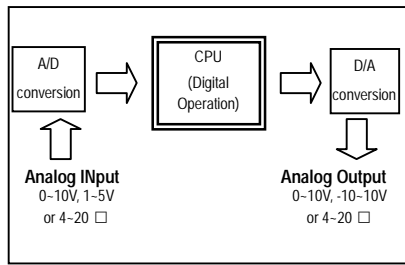 A/D
conversion
CPU
(Digital
Operation)
D/A
conversion
Analog INput
0~10V, 1~5V
or 4~20 □
Analog Output
0~10V, -10~10V
or 4~20 □